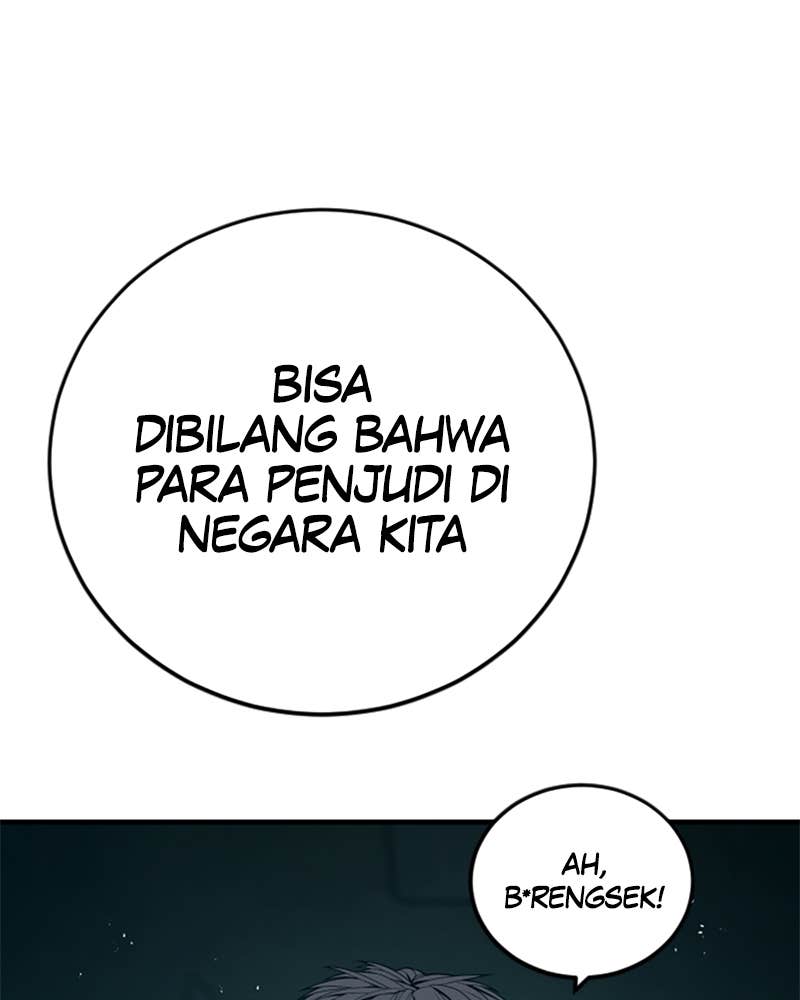 BISA
DIBILANG BAHWA
PARA PENJUDI DI
NEGARA KITA
AH,
B*RENGSEK!